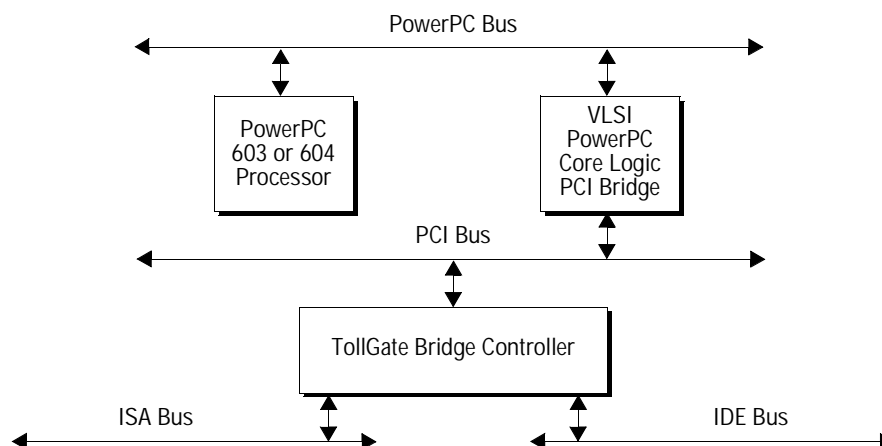 PowerPC Bus
PowerPC
603 or 604
Processor
VLSI
PowerPC
Core Logic
PCI Bridge
PCI Bus
TollGate Bridge Controller
ISA Bus
IDE Bus